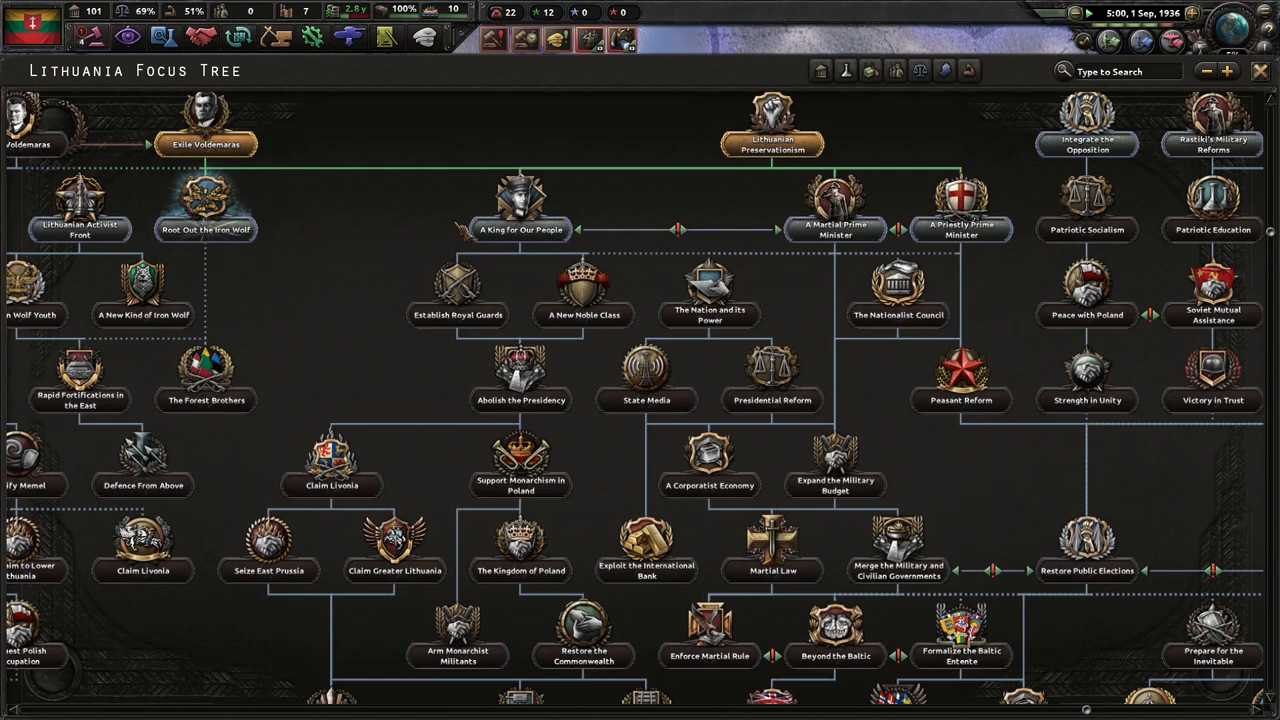 101
69%
51%
0
7
2.8y
100%
10
22
12
0
0
5:00, 1 Sep, 1936
4
Lithuania Focus Tree
Type to Search
Voldemaras
Exile Voldemaras
Lithuanian
Preservationism
Integrate the
Opposition
Rastiki's Military
Reforms
Lithuanian Activist
Front
Root Out the Iron Wolf
A King for Our People
A Martial Prime
Minister
A Priestly Prime
Minister
Patriotic Socialism
Patriotic Education
n Wolf Youth
A New Kind of Iron Wolf
Establish Royal Guards
A New Noble Class
The Nation and its
Power
The Nationalist Council
Peace with Poland
Soviet Mutual
Assistance
Rapid Fortifications in
the East
The Forest Brothers
Abolish the Presidency
State Media
Presidential Reform
Peasant Reform
Strength in Unity
Victory in Trust
ify Memel
Defence From Above
Claim Livonia
Support Monarchism in
Poland
A Corporatist Economy
Expand the Military
Budget
aim to Lower
thuania
Claim Livonia
Seize East Prussia
Claim Greater Lithuania
The Kingdom of Poland
Exploit the International
Bank
Martial Law
Merge the Military and
Civilian Governments
Restore Public Elections
uest Polish
ccupation
Arm Monarchist
Militants
Restore the
Commonwealth
Enforce Martial Rule
Beyond the Baltic
Formalize the Baltic
Entente
Prepare for the
Inevitable